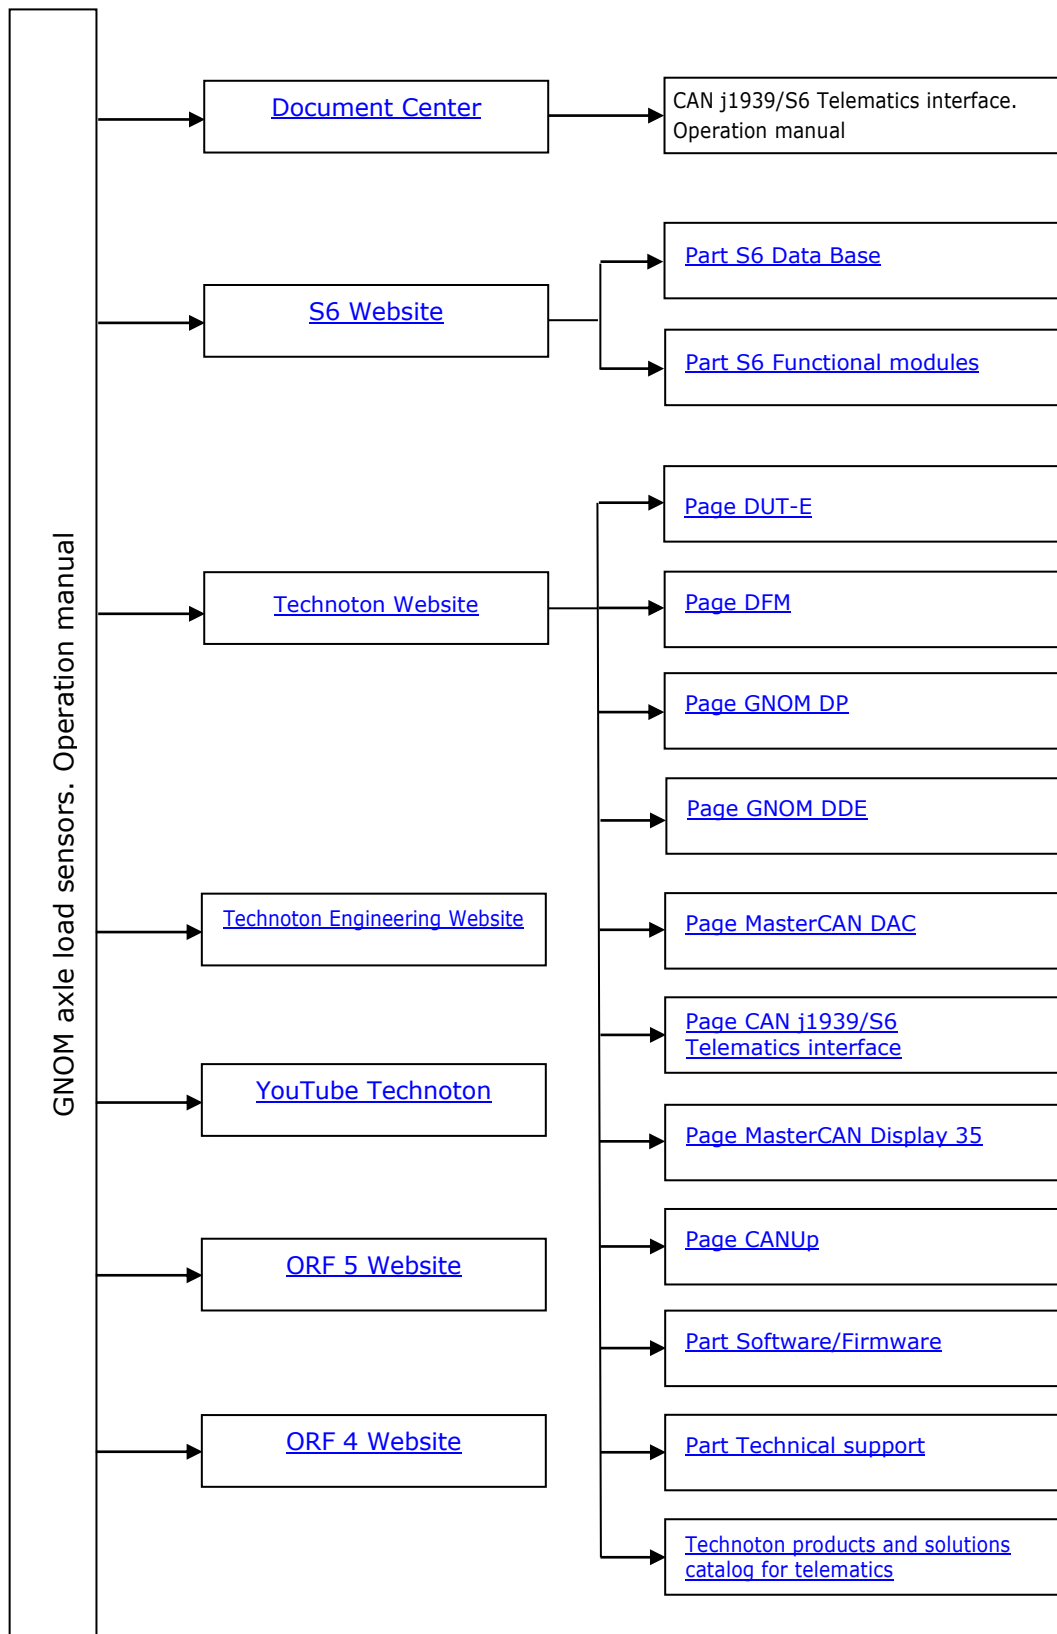 GNOM axle load sensors. Operation manual
Document Center
CAN j1939/S6 Telematics interface.
Operation manual
S6 Website
Part S6 Data Base
Part S6 Functional modules
Technoton Website
Page DUT-E
Page DFM
Page GNOM DP
Page GNOM DDE
Page MasterCAN DAC
Page CAN j1939/S6
Telematics interface
Page MasterCAN Display 35
Page CANUp
Part Software/Firmware
Part Technical support
Technoton products and solutions
catalog for telematics
Technoton Engineering Website
YouTube Technoton
ORF 5 Website
ORF 4 Website